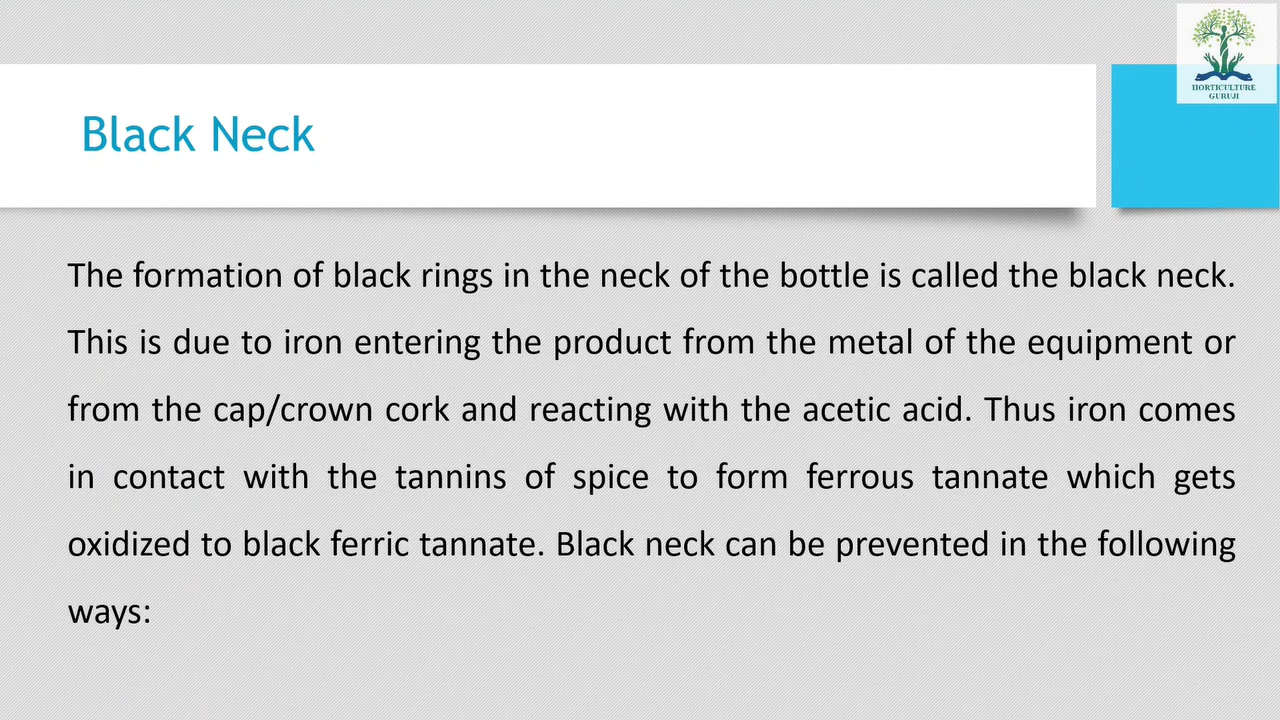 HORTICULTURE
GURUJI
Black Neck
The formation of black rings in the neck of the bottle is called the black neck.
This is due to iron entering the product from the metal of the equipment or
from the cap/crown cork and reacting with the acetic acid. Thus iron comes
in contact with the tannins of spice to form ferrous tannate which gets
oxidized to black ferric tannate. Black neck can be prevented in the following
ways: